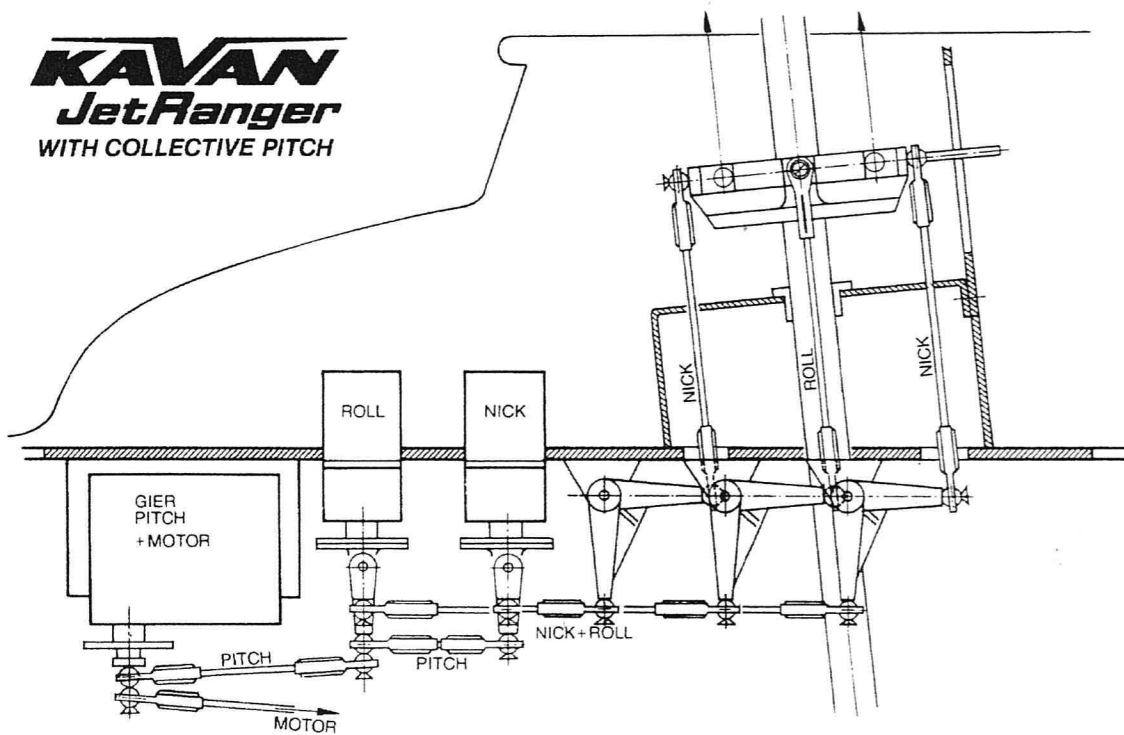 KAVAN
JetRanger
WITH COLLECTIVE PITCH
ROLL
NICK
NICK
ROLL
NICK
GIER
PITCH
+MOTOR
NICK+ROLL
PITCH
PITCH
MOTOR